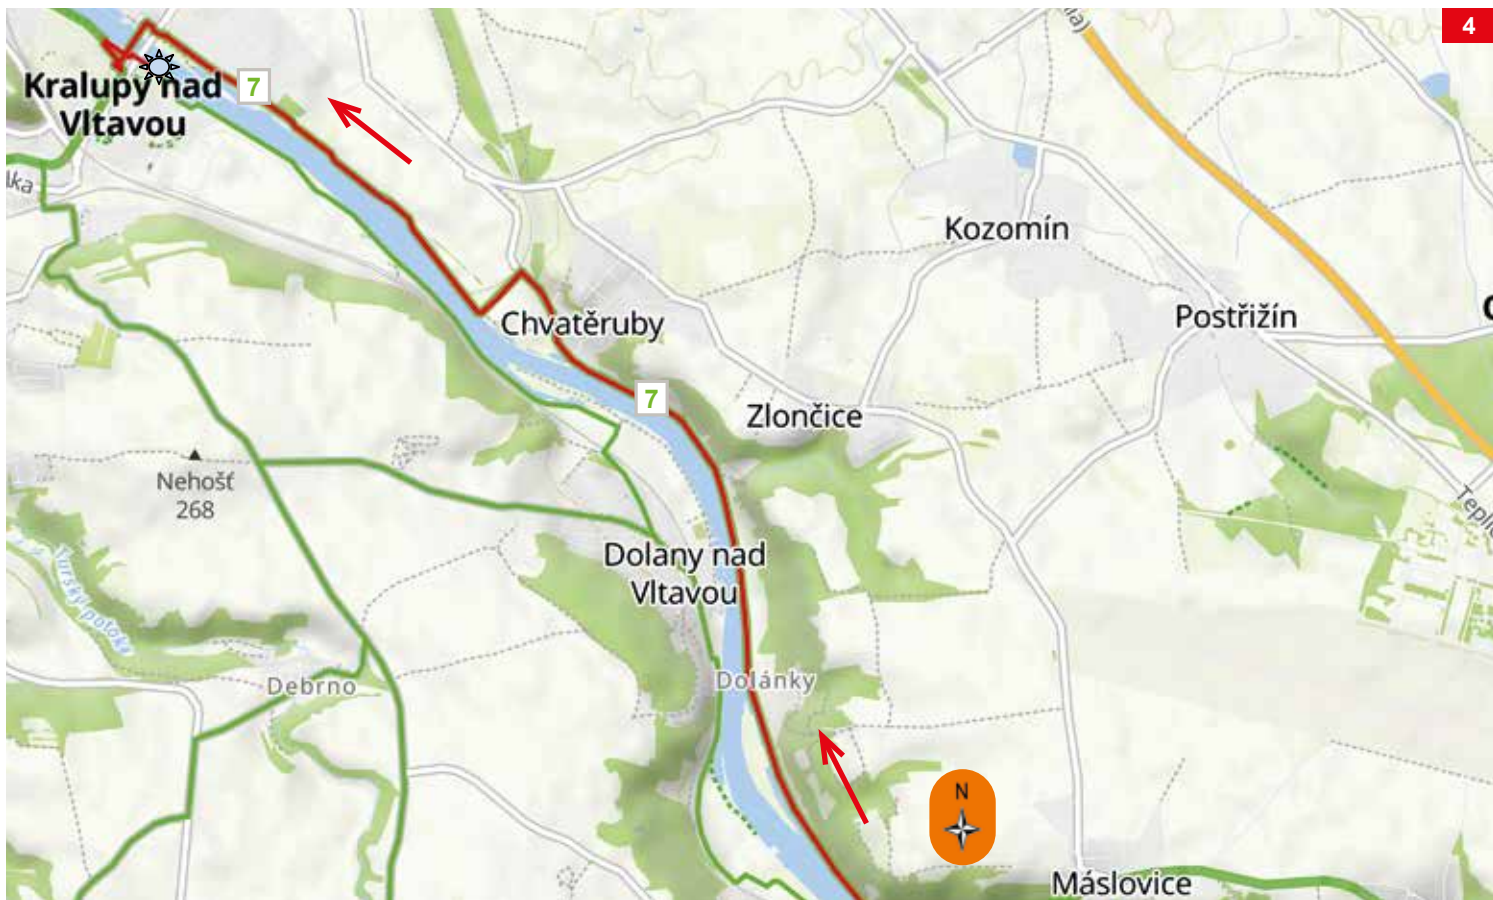 4
Kralupy nad
Vltavou
7
Kozomín
Postřižín
Chvatěruby
7
Zlončice
Nehošť
268
Dolany nad
Vltavou
Debrno
Dolánky
N
Máslovice